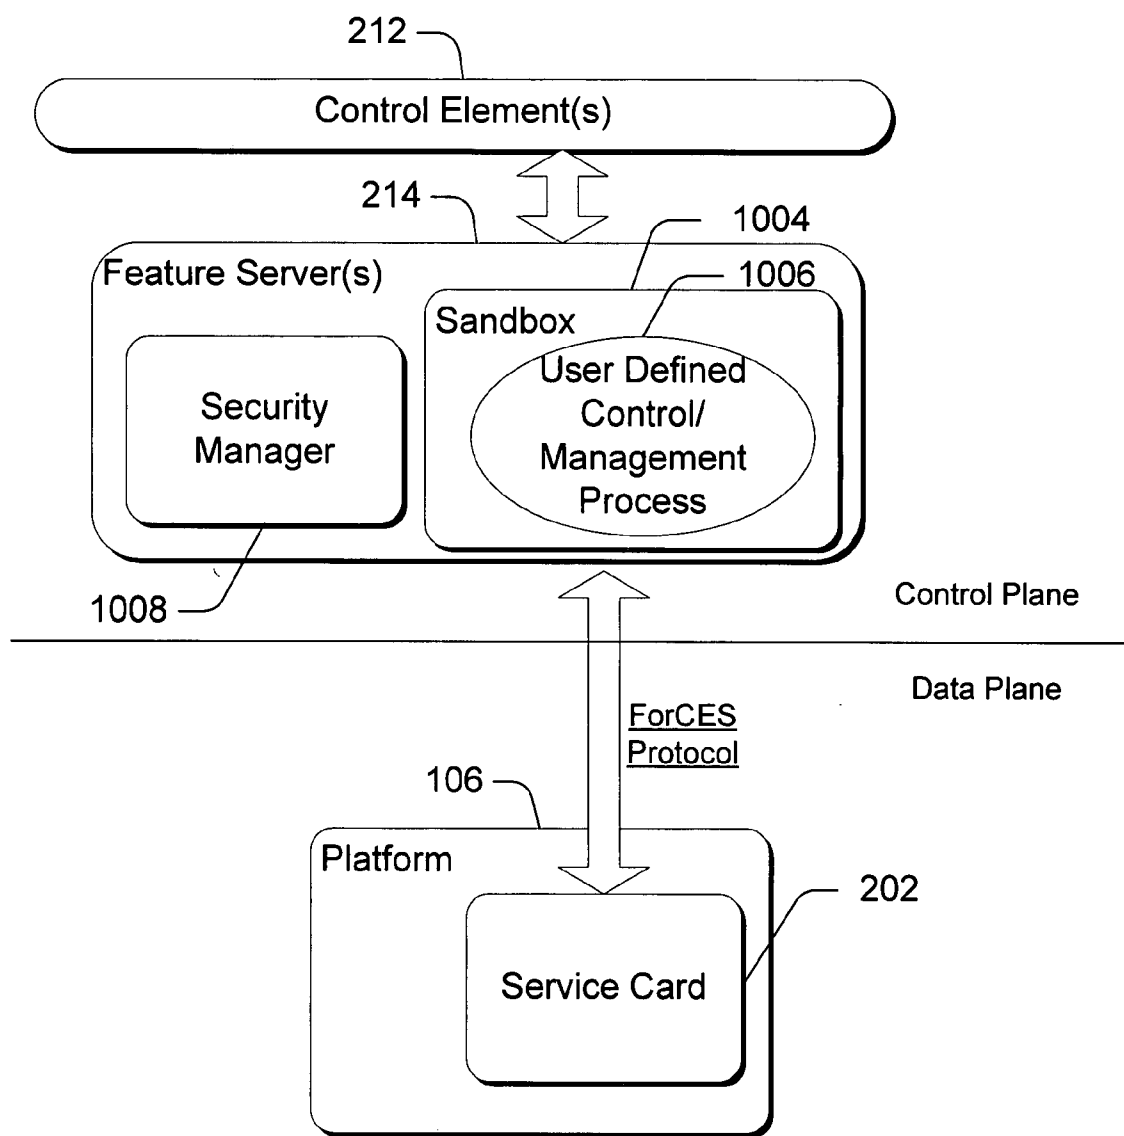 212
Control Element(s)
214
1004
Feature Server(s)
1006
Sandbox
User Defined
Control/
Management
Process
Security
Manager
1008
Control Plane
Data Plane
ForCES
Protocol
106
Platform
202
Service Card